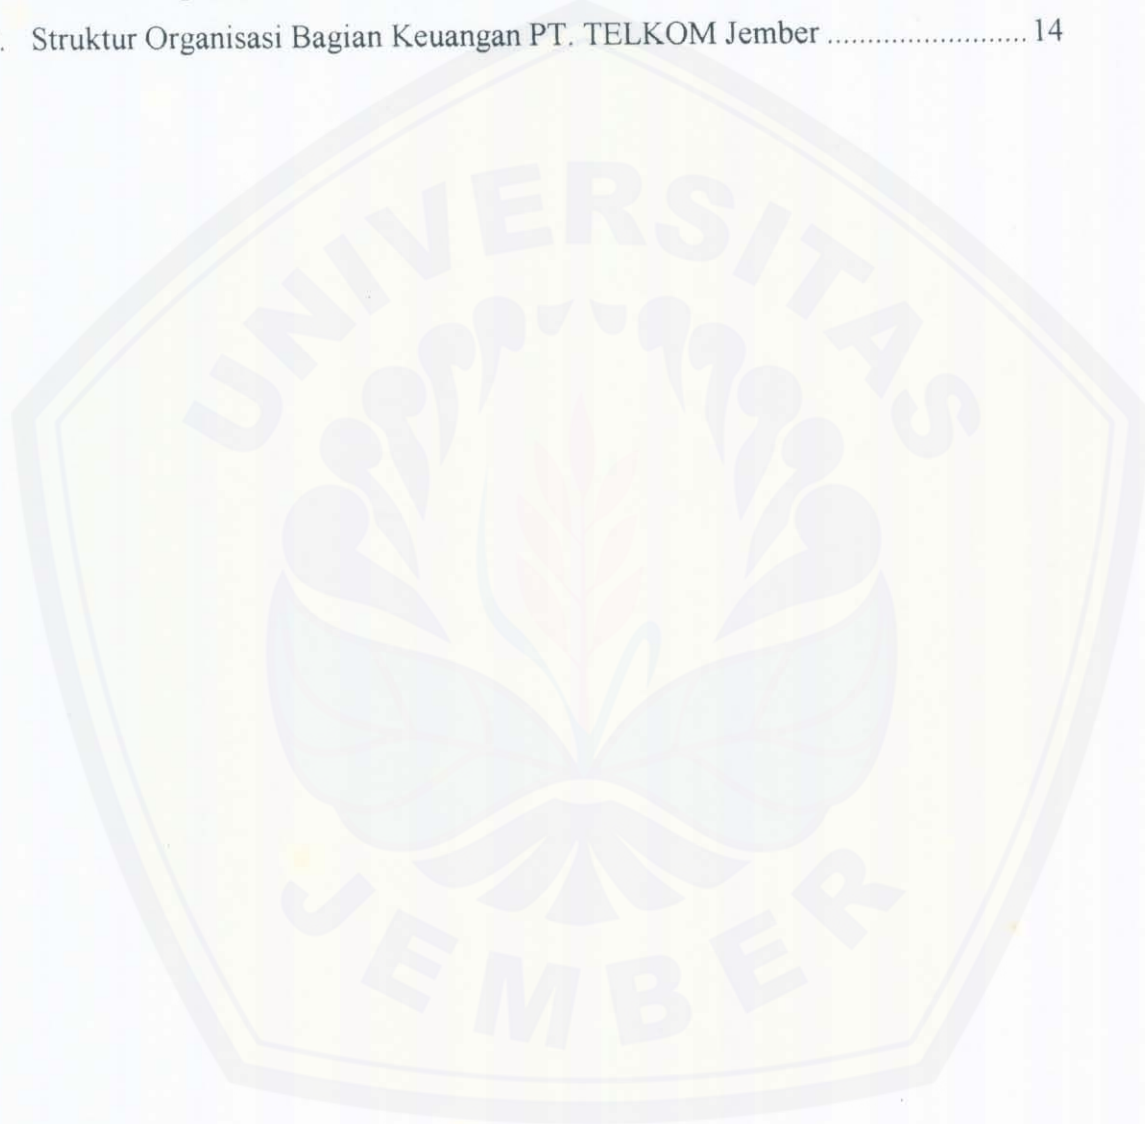 . Struktur Organisasi Bagian Keuangan PT. TELKOM Jember ......................... 14
UNIVERSITAS
JEMBER